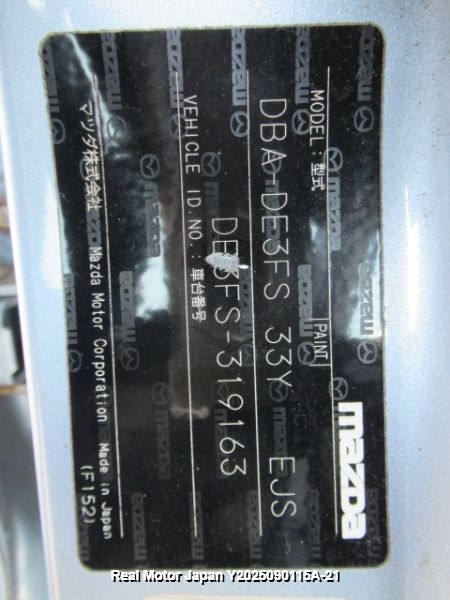 mazda
MODEL:型式 PAINT
DBA-DE3FS 33Y EJS
VEHICLE ID.NO.:車台番号
DE3FS-319163
マツダ株式会社 Mazda Motor Corporation Made in Japan
(F152)
Real Motor Japan Y2025090115A-21